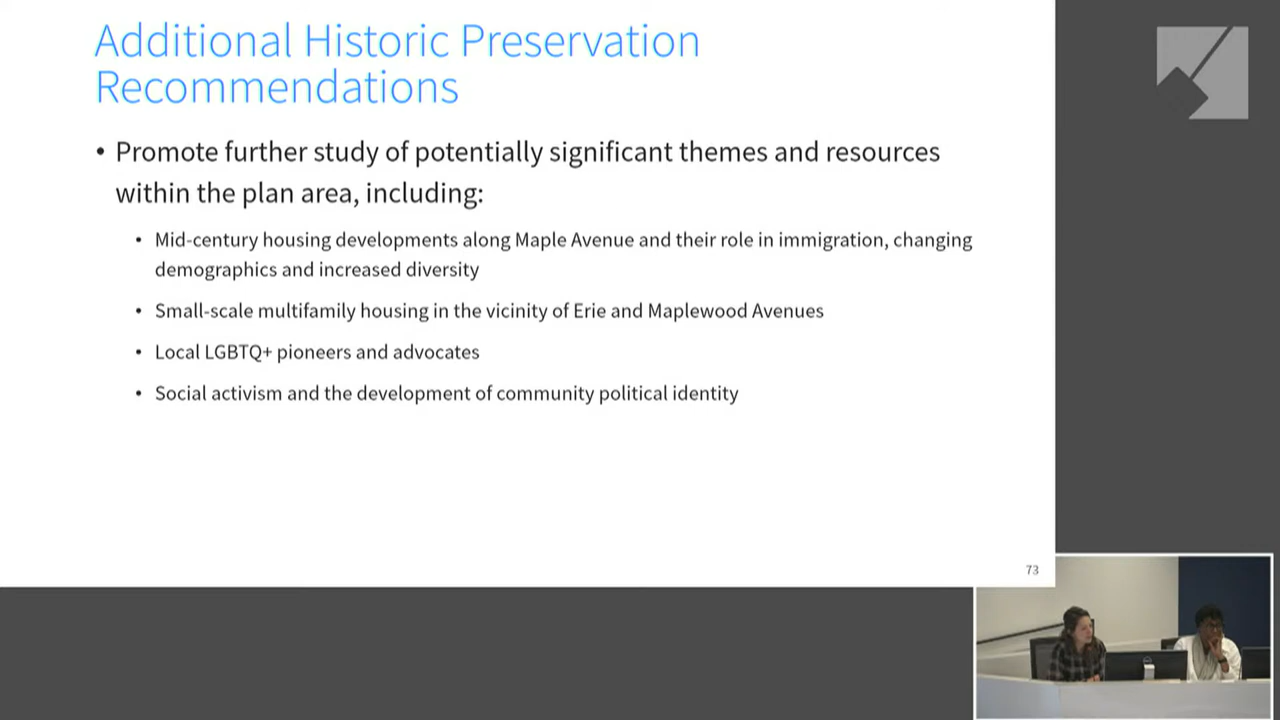 Additional Historic Preservation
Recommendations
• Promote further study of potentially significant themes and resources
within the plan area, including:
• Mid-century housing developments along Maple Avenue and their role in immigration, changing
demographics and increased diversity
• Small-scale multifamily housing in the vicinity of Erie and Maplewood Avenues
• Local LGBTQ+ pioneers and advocates
• Social activism and the development of community political identity
73